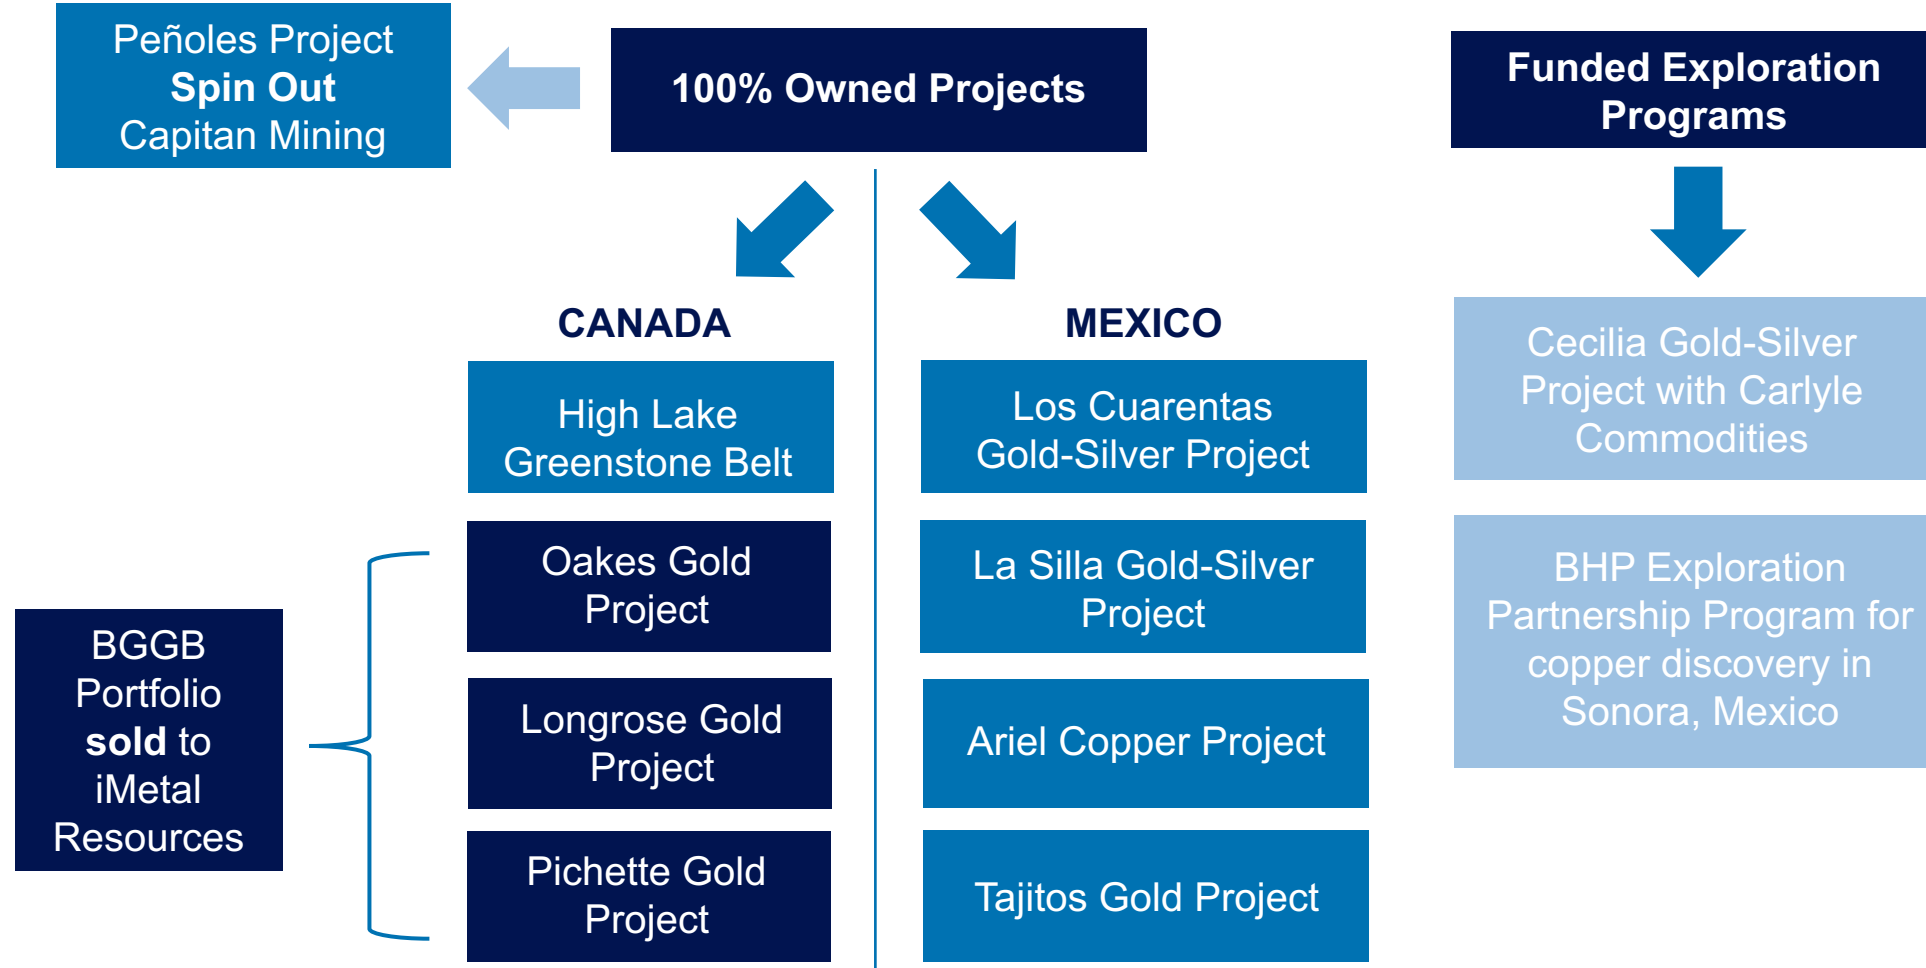 Peñoles Project
Spin Out
Capitan Mining
100% Owned Projects
Funded Exploration
Programs
CANADA
MEXICO
High Lake
Greenstone Belt
Oakes Gold
Project
Longrose Gold
Project
Pichette Gold
Project
BGGB
Portfolio
sold to
iMetal
Resources
Los Cuarentas
Gold-Silver Project
La Silla Gold-Silver
Project
Ariel Copper Project
Tajitos Gold Project
Cecilia Gold-Silver
Project with Carlyle
Commodities
BHP Exploration
Partnership Program for
copper discovery in
Sonora, Mexico